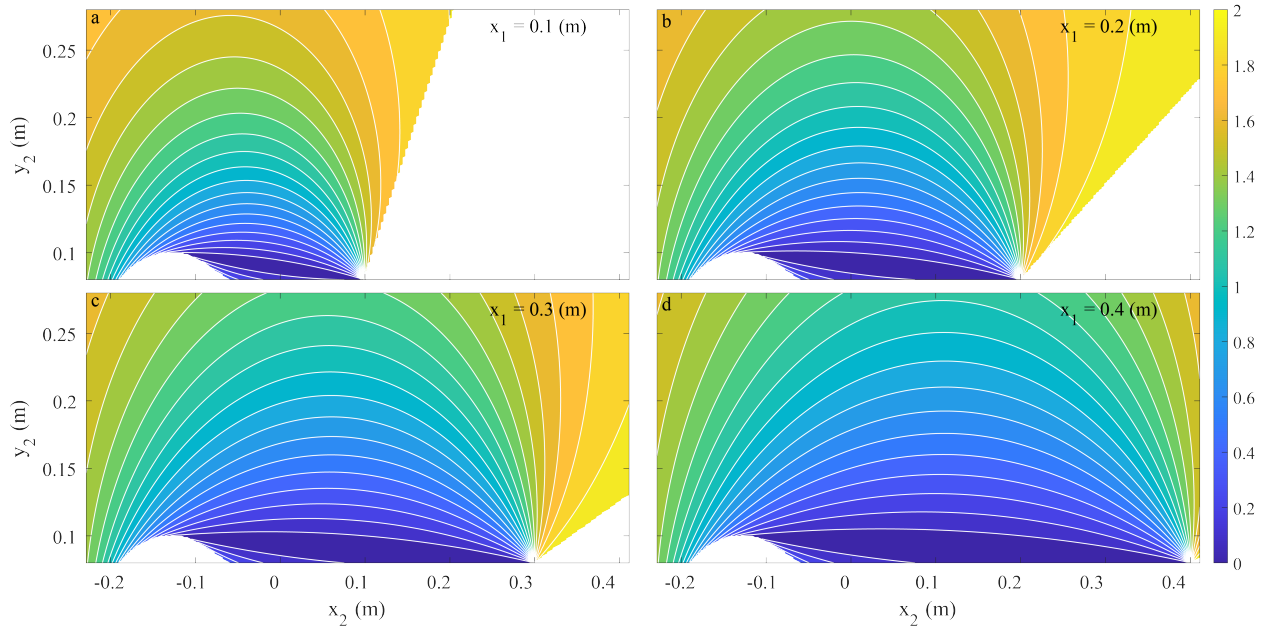 a
x1 = 0.1 (m)
b
x1 = 0.2 (m)
0.25
0.2
0.15
0.1
y2 (m)
c
x1 = 0.3 (m)
d
x1 = 0.4 (m)
0.25
0.2
0.15
0.1
y2 (m)
-0.2 -0.1 0 0.1 0.2 0.3 0.4
x2 (m)
-0.2 -0.1 0 0.1 0.2 0.3 0.4
x2 (m)
2
1.8
1.6
1.4
1.2
1
0.8
0.6
0.4
0.2
0